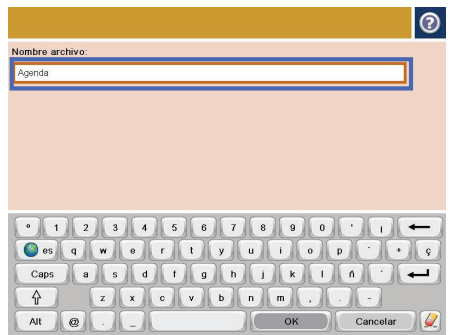 ?
Nombre archivo:
Agenda
º 1 2 3 4 5 6 7 8 9 0 ' ¡
es q w e r t y u i o p ` + ç
Caps a s d f g h j k l ñ ´
z x c v b n m , . -
Alt @ . _ OK Cancelar